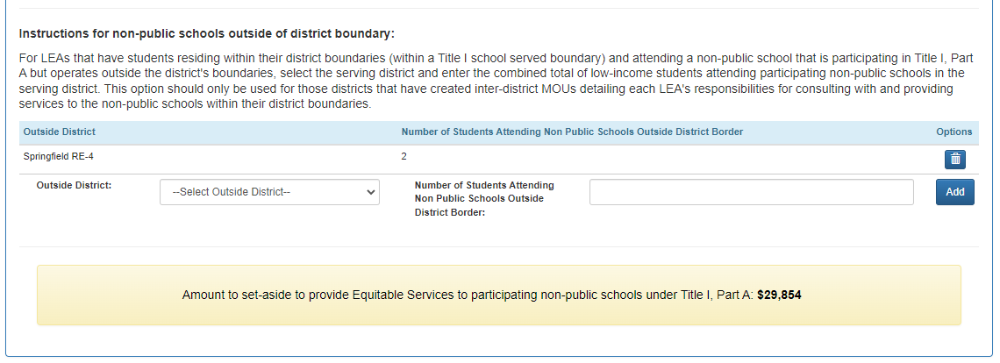 Instructions for non-public schools outside of district boundary:
For LEAs that have students residing within their district boundaries (within a Title I school served boundary) and attending a non-public school that is participating in Title I, Part
A but operates outside the district's boundaries, select the serving district and enter the combined total of low-income students attending participating non-public schools in the
serving district. This option should only be used for those districts that have created inter-district MOUs detailing each LEA's responsibilities for consulting with and providing
services to the non-public schools within their district boundaries.
Outside District Number of Students Attending Non Public Schools Outside District Border Options
Springfield RE-4 2
Outside District: --Select Outside District-- Number of Students Attending Add
Non Public Schools Outside
District Border:
Amount to set-aside to provide Equitable Services to participating non-public schools under Title I, Part A: $29,854